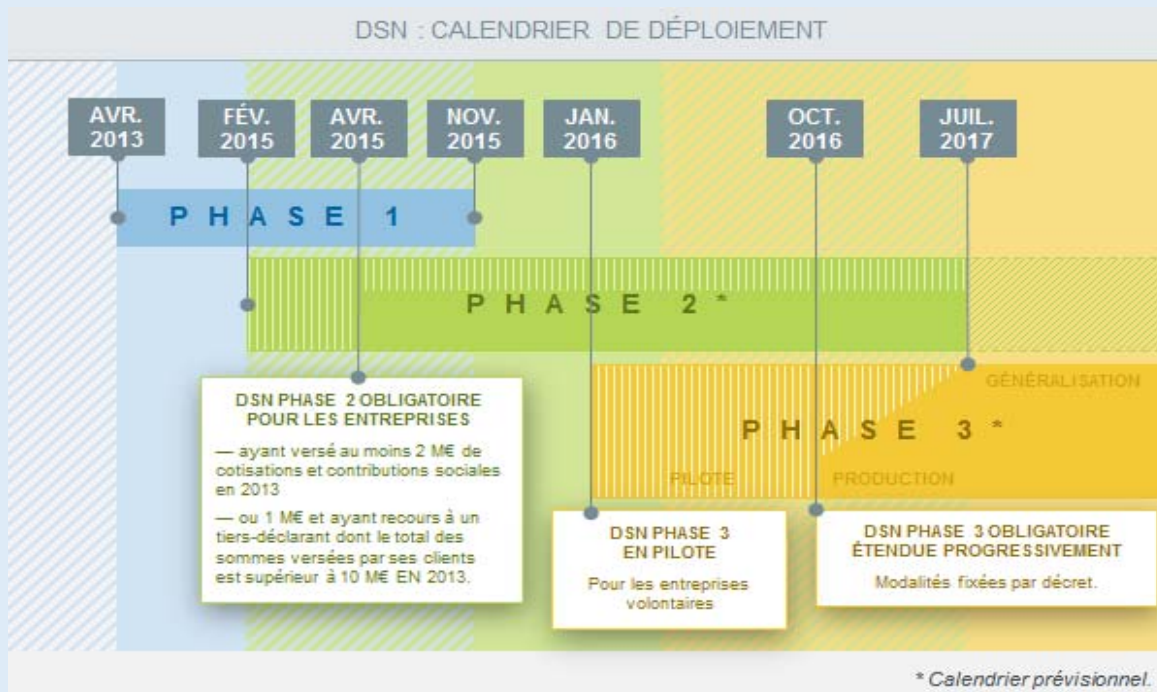 DSN : CALENDRIER DE DÉPLOIEMENT
AVR.
2013
FÉV.
2015
AVR.
2015
NOV.
2015
JAN.
2016
OCT.
2016
JUIL.
2017
PHASE 1
PHASE 2*
GÉNÉRALISATION
PHASE 3*
PILOTE
PRODUCTION
DSN PHASE 2 OBLIGATOIRE
POUR LES ENTREPRISES
— ayant versé au moins 2 M€ de
cotisations et contributions sociales
en 2013
— ou 1 M€ et ayant recours à un
tiers-déclarant dont le total des
sommes versées par ses clients
est supérieur à 10 M€ EN 2013.
DSN PHASE 3
EN PILOTE
Pour les entreprises
volontaires
DSN PHASE 3 OBLIGATOIRE
ÉTENDUE PROGRESSIVEMENT
Modalités fixées par décret.
* Calendrier prévisionnel.